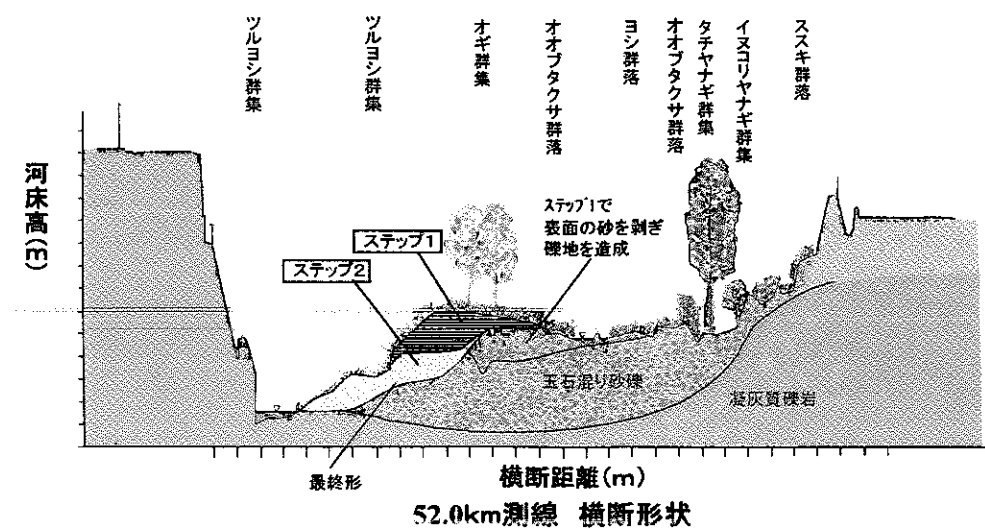 ツルヨシ群集
ツルヨシ群集
オギ群集
オオブタクサ群落
ヨシ群落
オオブタクサ群落
タチヤナギ群集
イヌコリヤナギ群集
ススキ群落
河床高(m)
ステップ1で
表面の砂を剥ぎ
礫地を造成
ステップ1
ステップ2
玉石混り砂礫
凝灰質礫岩
最終形
横断距離(m)
52.0km測線 横断形状